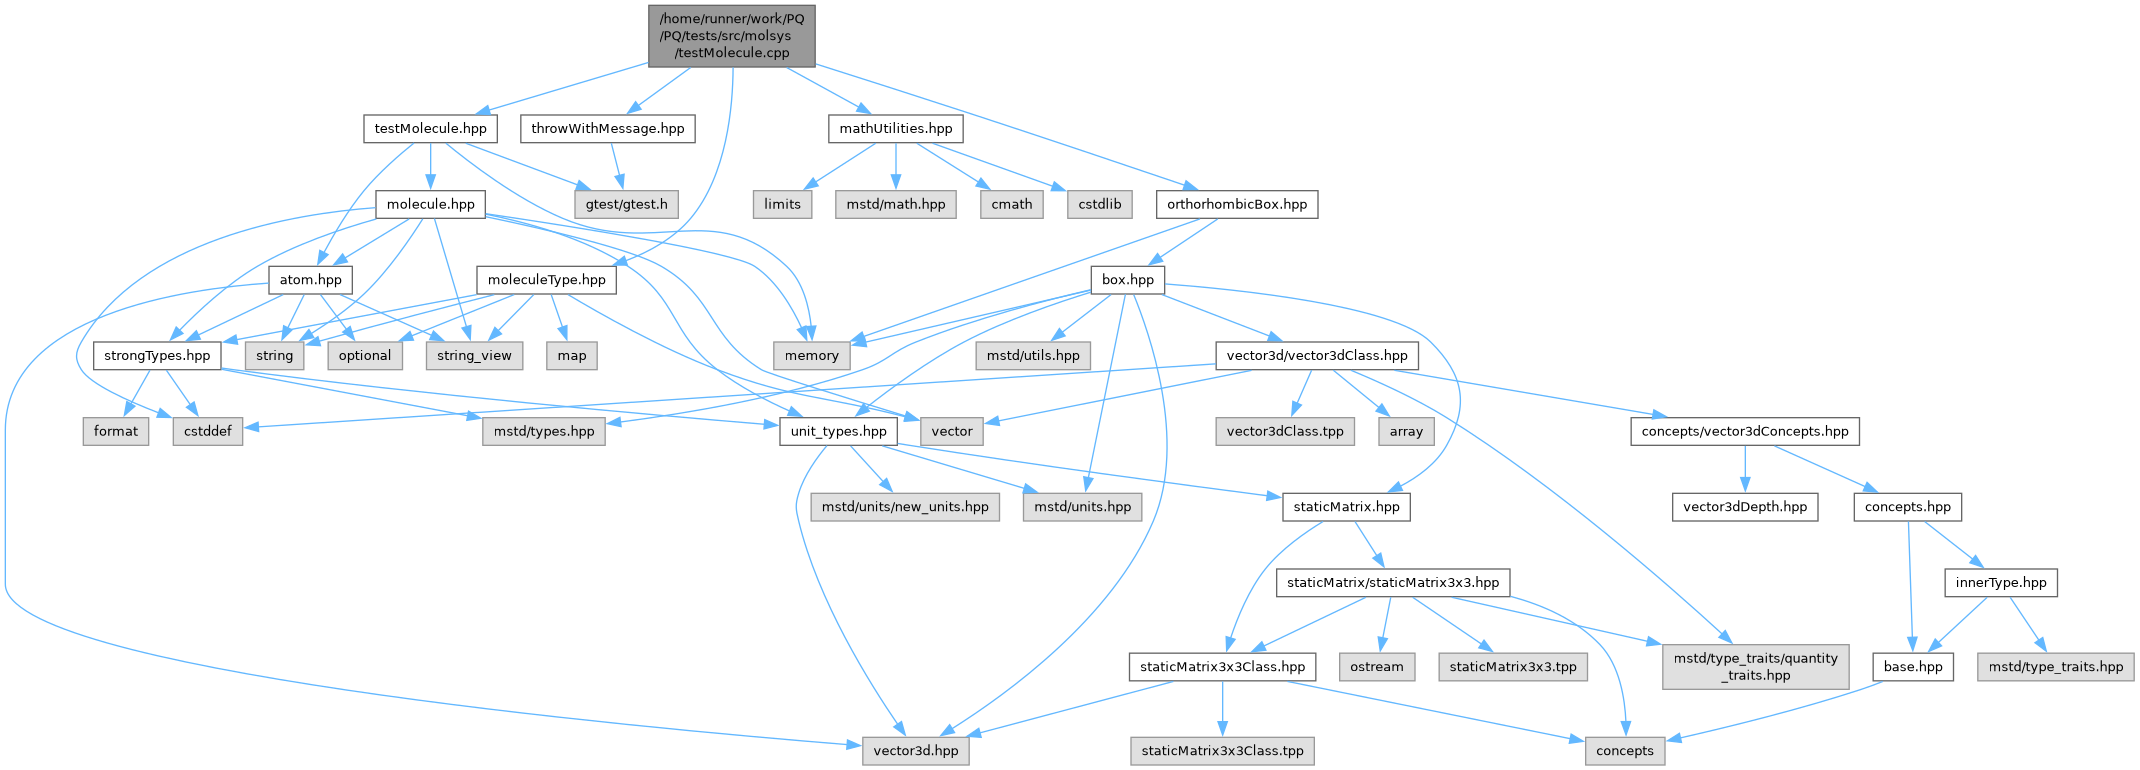 /home/runner/work/PQ
/PQ/tests/src/molsys
/testMolecule.cpp
testMolecule.hpp
throwWithMessage.hpp
mathUtilities.hpp
molecule.hpp
gtest/gtest.h
limits
mstd/math.hpp
cmath
cstdlib
orthorhombicBox.hpp
atom.hpp
moleculeType.hpp
box.hpp
strongTypes.hpp
string
optional
string_view
map
memory
mstd/utils.hpp
vector3d/vector3dClass.hpp
format
cstddef
mstd/types.hpp
unit_types.hpp
vector
vector3dClass.tpp
array
concepts/vector3dConcepts.hpp
mstd/units/new_units.hpp
mstd/units.hpp
staticMatrix.hpp
vector3dDepth.hpp
concepts.hpp
staticMatrix/staticMatrix3x3.hpp
innerType.hpp
staticMatrix3x3Class.hpp
ostream
staticMatrix3x3.tpp
mstd/type_traits/quantity
_traits.hpp
base.hpp
mstd/type_traits.hpp
vector3d.hpp
staticMatrix3x3Class.tpp
concepts